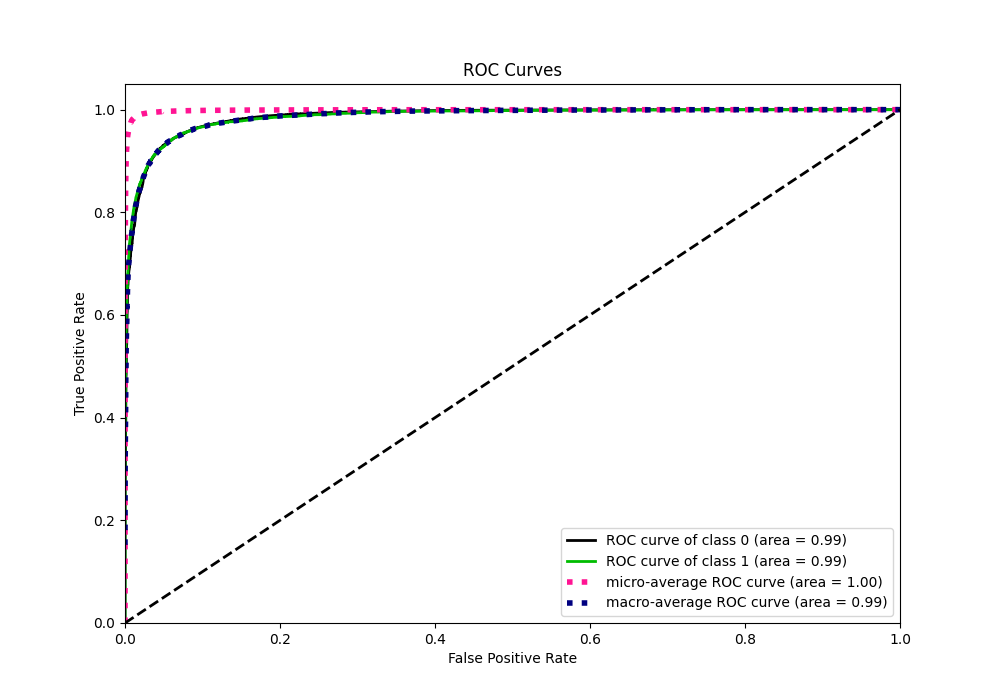 ROC Curves
1.0
0.8
0.6
0.4
0.2
0.0
True Positive Rate
0.0 0.2 0.4 0.6 0.8 1.0
False Positive Rate
ROC curve of class 0 (area = 0.99)
ROC curve of class 1 (area = 0.99)
micro-average ROC curve (area = 1.00)
macro-average ROC curve (area = 0.99)